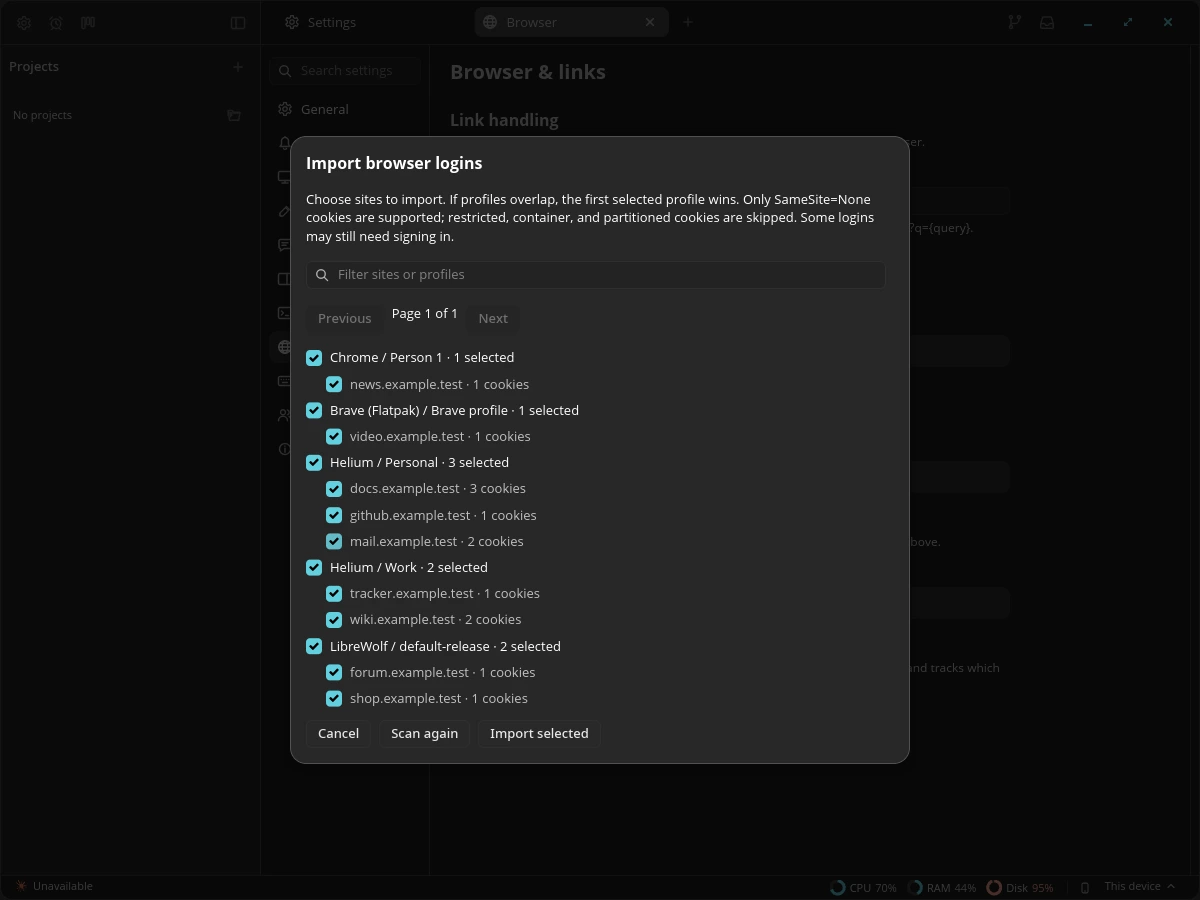 Settings
Browser
Projects
Search settings
Browser & links
No projects
General
Link handling
ser.
Import browser logins
Choose sites to import. If profiles overlap, the first selected profile wins. Only SameSite=None
cookies are supported; restricted, container, and partitioned cookies are skipped. Some logins
may still need signing in.
?q={query}.
Filter sites or profiles
Previous Page 1 of 1 Next
Chrome / Person 1 · 1 selected
news.example.test · 1 cookies
Brave (Flatpak) / Brave profile · 1 selected
video.example.test · 1 cookies
Helium / Personal · 3 selected
docs.example.test · 3 cookies
github.example.test · 1 cookies
mail.example.test · 2 cookies
bove.
Helium / Work · 2 selected
tracker.example.test · 1 cookies
wiki.example.test · 2 cookies
LibreWolf / default-release · 2 selected
forum.example.test · 1 cookies
and tracks which
shop.example.test · 1 cookies
Cancel Scan again Import selected
Unavailable
CPU 70% RAM 44% Disk 95% This device